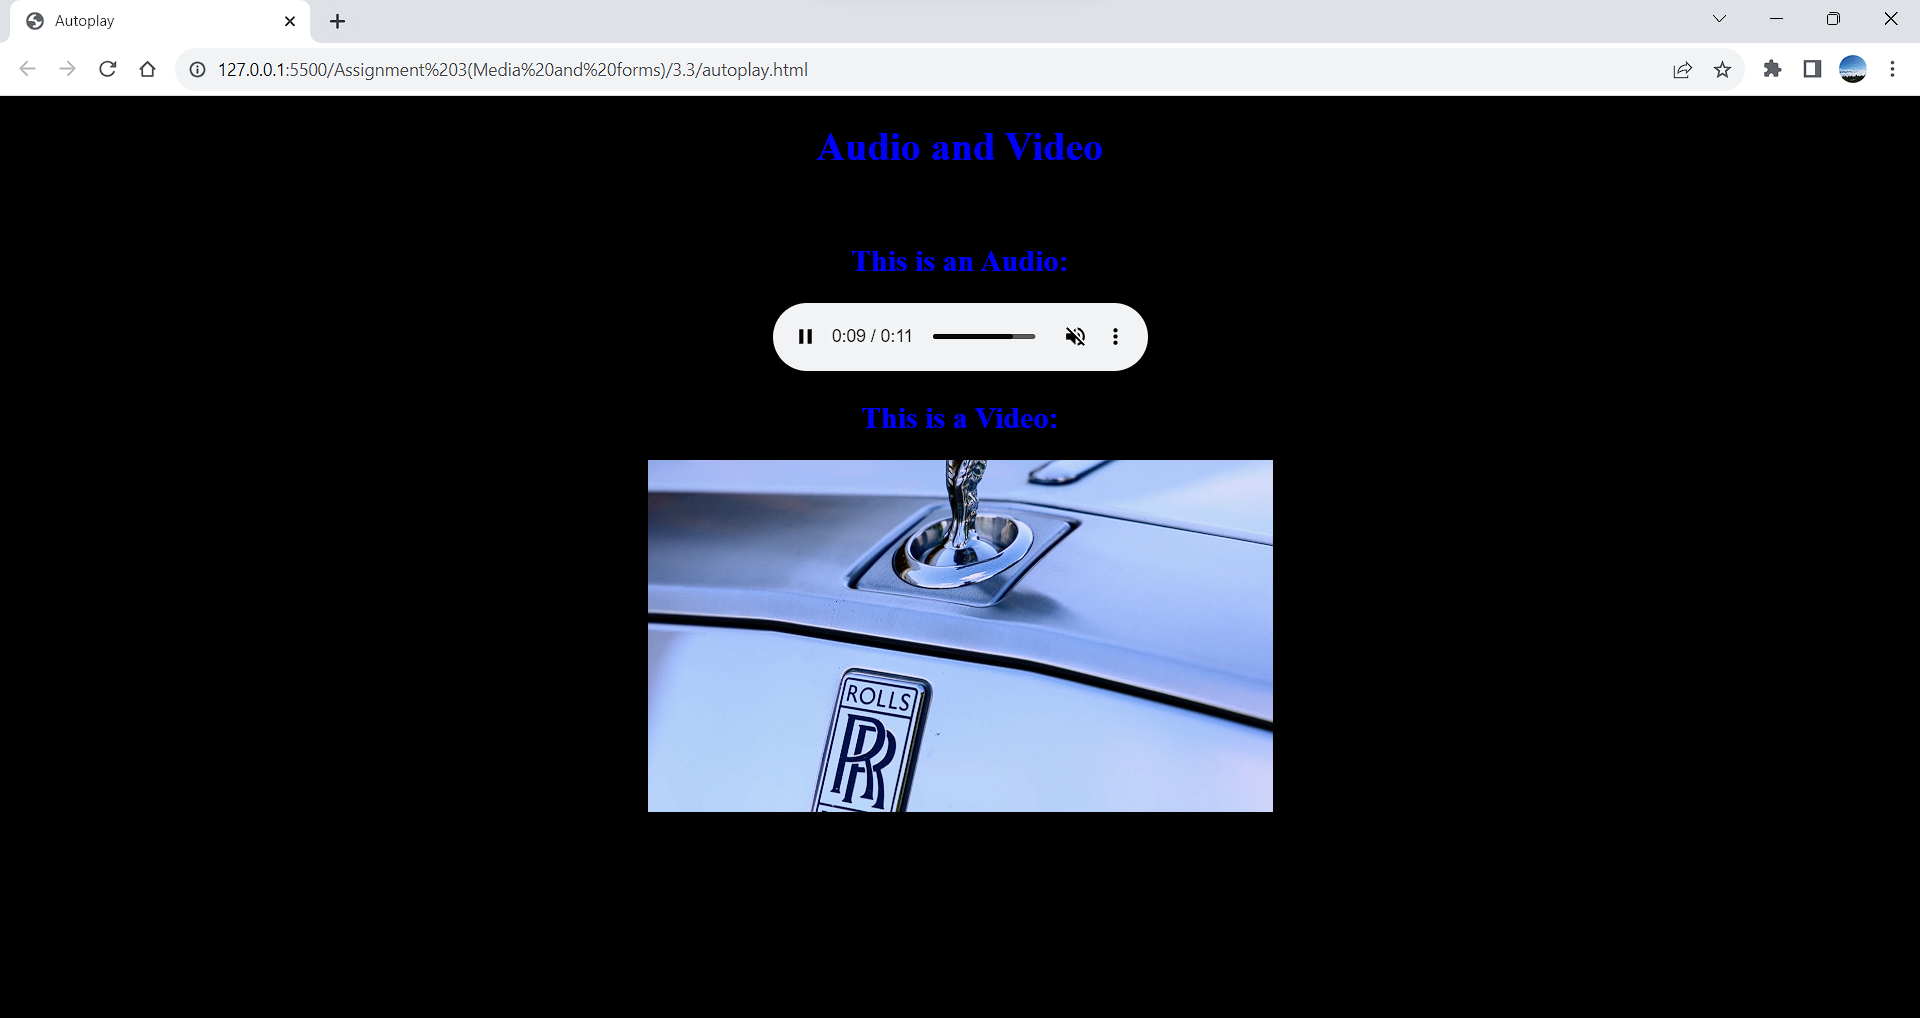 Autoplay
127.0.0.1:5500/Assignment%203(Media%20and%20forms)/3.3/autoplay.html
Audio and Video
This is an Audio:
0:09 / 0:11
This is a Video:
ROLLS
RR